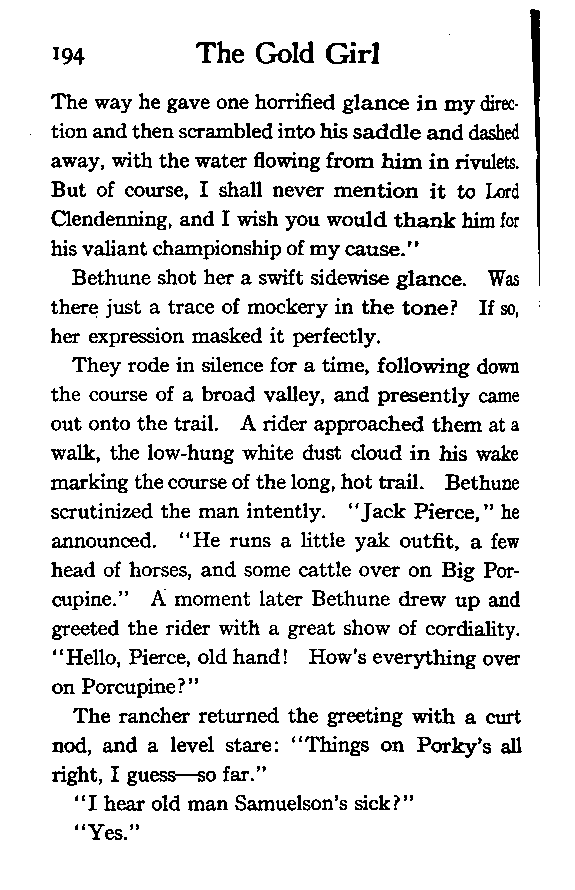 194 The Gold Girl
The way he gave one horrified glance in my direc-
tion and then scrambled into his saddle and dashed
away, with the water flowing from him in rivulets.
But of course, I shall never mention it to Lord
Clendenning, and I wish you would thank him for
his valiant championship of my cause."
Bethune shot her a swift sidewise glance. Was
there just a trace of mockery in the tone? If so,
her expression masked it perfectly.
They rode in silence for a time, following down
the course of a broad valley, and presently came
out onto the trail. A rider approached them at a
walk, the low-hung white dust cloud in his wake
marking the course of the long, hot trail. Bethune
scrutinized the man intently. "Jack Pierce," he
announced. "He runs a little yak outfit, a few
head of horses, and some cattle over on Big Por-
cupine." A moment later Bethune drew up and
greeted the rider with a great show of cordiality.
"Hello, Pierce, old hand! How's everything over
on Porcupine?"
The rancher returned the greeting with a curt
nod, and a level stare: "Things on Porky's all
right, I guess—so far."
"I hear old man Samuelson's sick?"
"Yes."